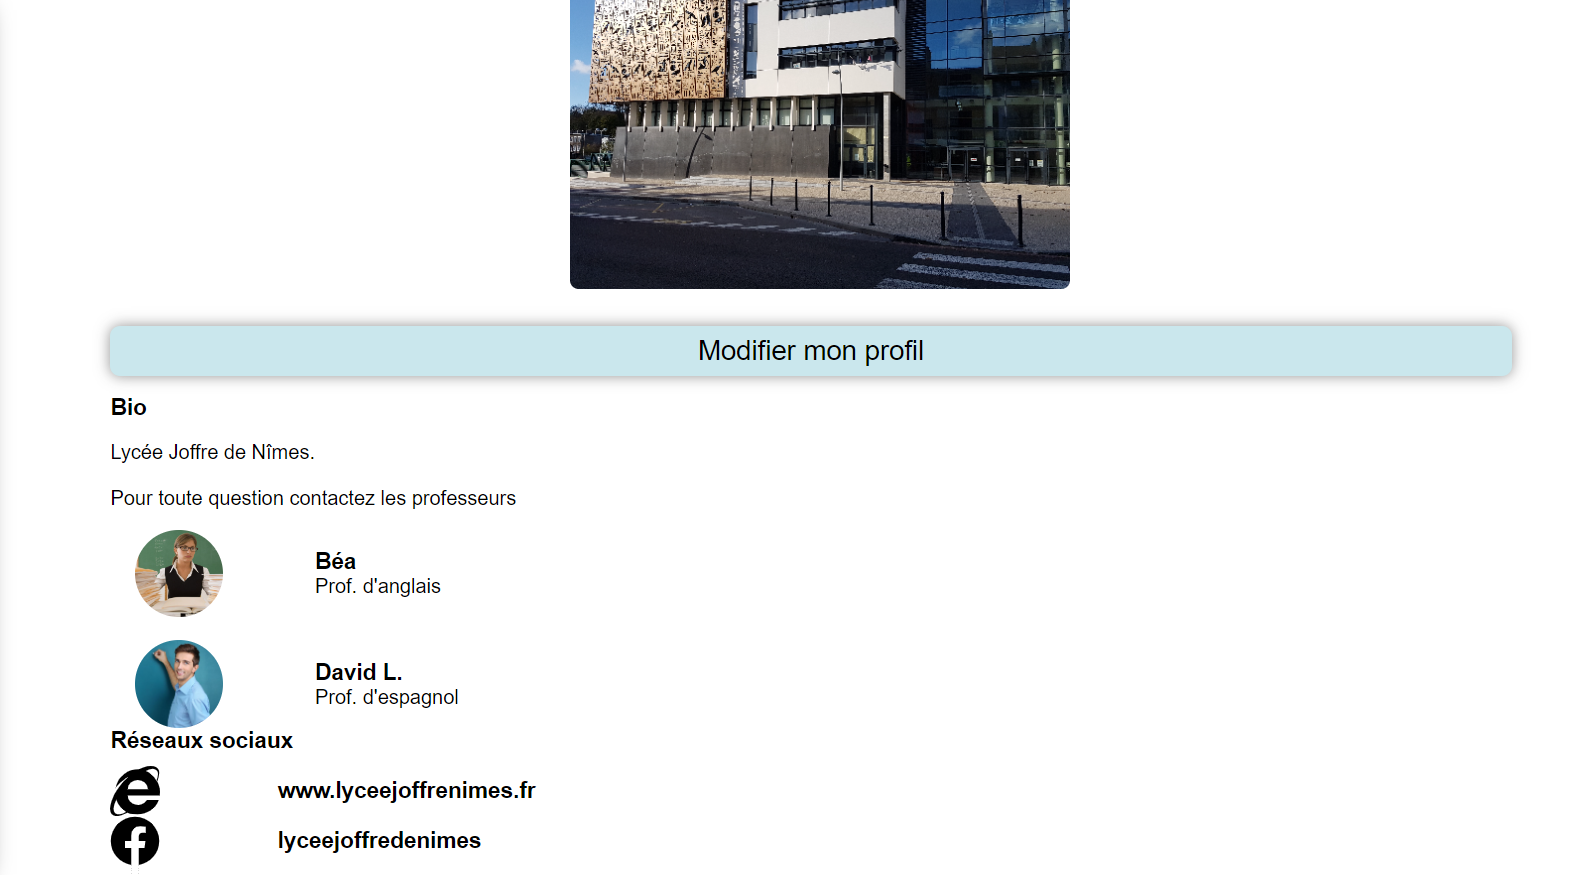 Modifier mon profil
Bio
Lycée Joffre de Nîmes.
Pour toute question contactez les professeurs
Béa
Prof. d'anglais
David L.
Prof. d'espagnol
Réseaux sociaux
www.lyceejoffrenimes.fr
lyceejoffredenimes